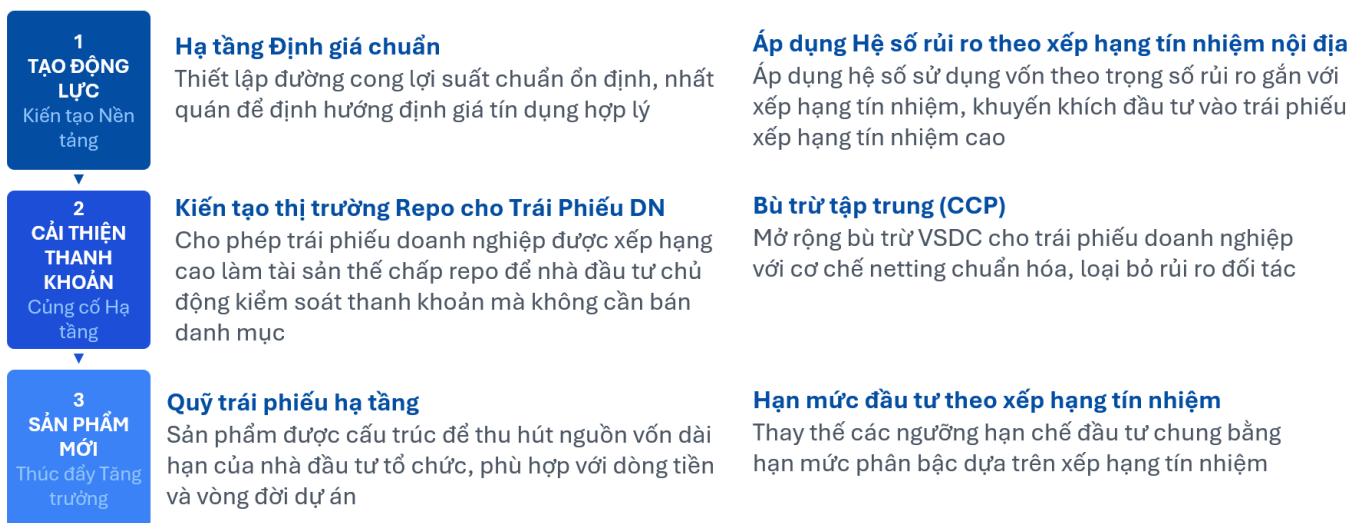 1
TẠO ĐỘNG
LỰC
Kiến tạo Nền
tảng
Hạ tầng Định giá chuẩn
Thiết lập đường cong lợi suất chuẩn ổn định, nhất
quán để định hướng định giá tín dụng hợp lý
Áp dụng Hệ số rủi ro theo xếp hạng tín nhiệm nội địa
Áp dụng hệ số sử dụng vốn theo trọng số rủi ro gắn với
xếp hạng tín nhiệm, khuyến khích đầu tư vào trái phiếu
xếp hạng tín nhiệm cao
2
CẢI THIỆN
THANH
KHOẢN
Củng cố Hạ
tầng
Kiến tạo thị trường Repo cho Trái Phiếu DN
Cho phép trái phiếu doanh nghiệp được xếp hạng
cao làm tài sản thế chấp repo để nhà đầu tư chủ
động kiểm soát thanh khoản mà không cần bán
danh mục
Bù trừ tập trung (CCP)
Mở rộng bù trừ VSDC cho trái phiếu doanh nghiệp
với cơ chế netting chuẩn hóa, loại bỏ rủi ro đối tác
3
SẢN PHẨM
MỚI
Thúc đẩy Tăng
trưởng
Quỹ trái phiếu hạ tầng
Sản phẩm được cấu trúc để thu hút nguồn vốn dài
hạn của nhà đầu tư tổ chức, phù hợp với dòng tiền
và vòng đời dự án
Hạn mức đầu tư theo xếp hạng tín nhiệm
Thay thế các ngưỡng hạn chế đầu tư chung bằng
hạn mức phân bậc dựa trên xếp hạng tín nhiệm